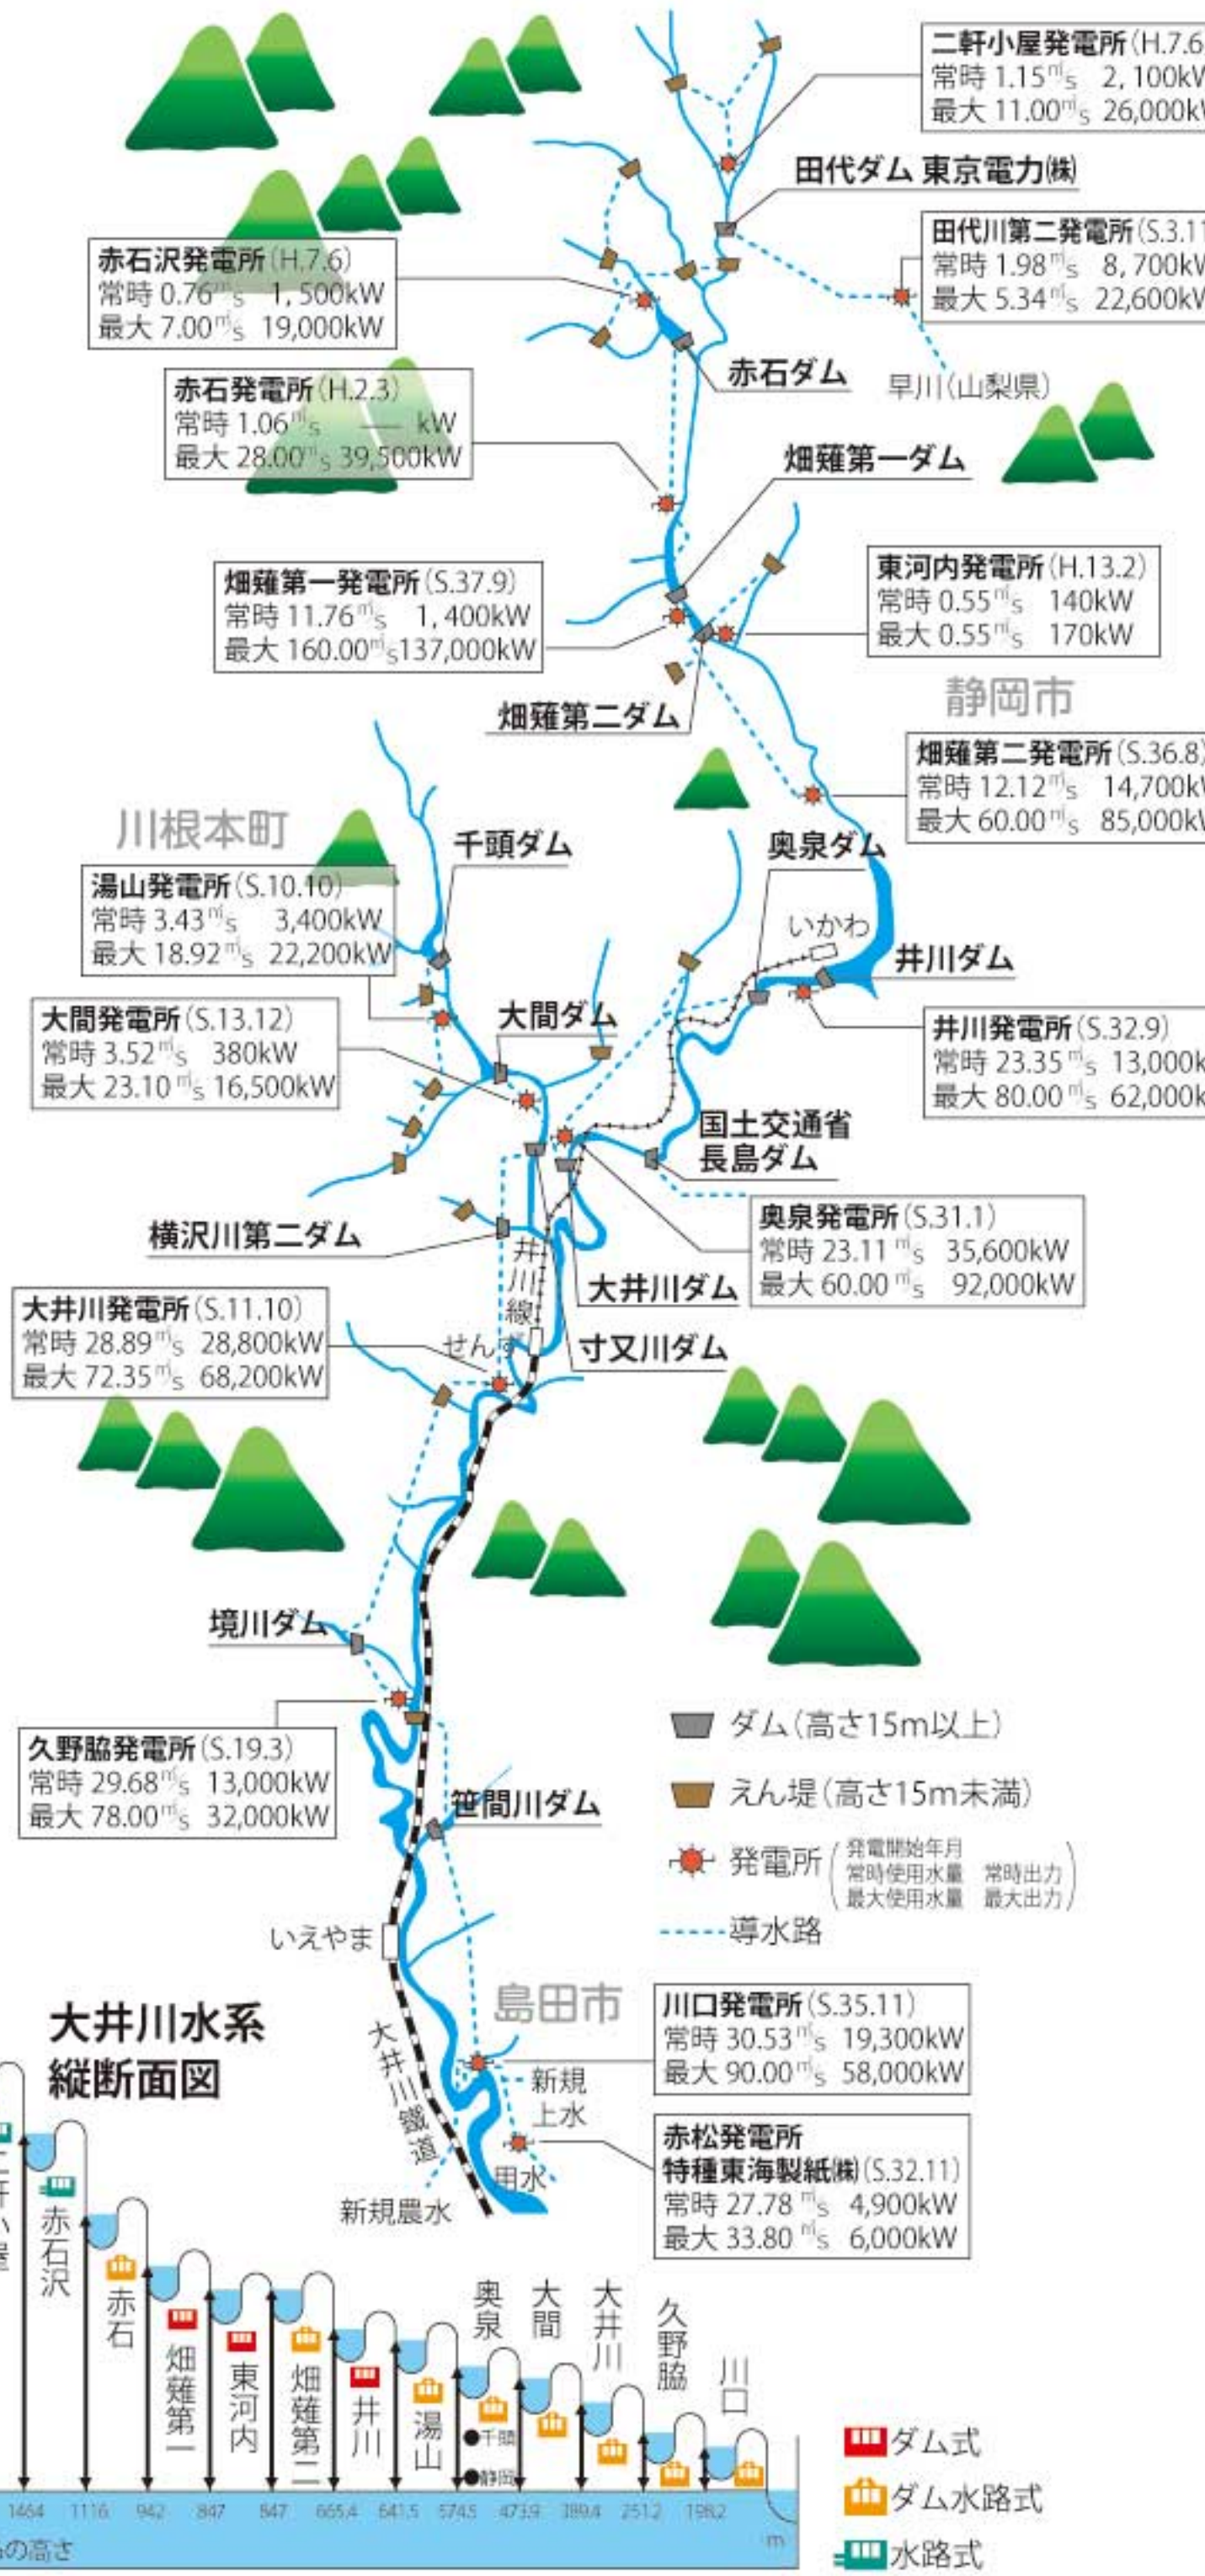 二軒小屋発電所(H.7.6
常時 1.15㎥/s 2,100kW
最大 11.00㎥/s 26,000kW
田代ダム 東京電力㈱
田代川第二発電所(S.3.11
常時 1.98㎥/s 8,700kW
最大 5.34㎥/s 22,600kW
早川(山梨県)
赤石沢発電所(H.7.6)
常時 0.76㎥/s 1,500kW
最大 7.00㎥/s 19,000kW
赤石ダム
赤石発電所(H.2.3)
常時 1.06㎥/s ― kW
最大 28.00㎥/s 39,500kW
畑薙第一ダム
畑薙第一発電所(S.37.9)
常時 11.76㎥/s 1,400kW
最大 160.00㎥/s 137,000kW
東河内発電所(H.13.2)
常時 0.55㎥/s 140kW
最大 0.55㎥/s 170kW
静岡市
畑薙第二ダム
畑薙第二発電所(S.36.8)
常時 12.12㎥/s 14,700kW
最大 60.00㎥/s 85,000kW
川根本町
千頭ダム
奥泉ダム
湯山発電所(S.10.10)
常時 3.43㎥/s 3,400kW
最大 18.92㎥/s 22,200kW
いかわ
井川ダム
大間発電所(S.13.12)
常時 3.52㎥/s 380kW
最大 23.10㎥/s 16,500kW
大間ダム
井川発電所(S.32.9)
常時 23.35㎥/s 13,000k
最大 80.00㎥/s 62,000k
国土交通省
長島ダム
奥泉発電所(S.31.1)
常時 23.11㎥/s 35,600kW
最大 60.00㎥/s 92,000kW
横沢川第二ダム
井川線
大井川ダム
大井川発電所(S.11.10)
常時 28.89㎥/s 28,800kW
最大 72.35㎥/s 68,200kW
せんず
寸又川ダム
境川ダム
久野脇発電所(S.19.3)
常時 29.68㎥/s 13,000kW
最大 78.00㎥/s 32,000kW
笹間川ダム
ダム(高さ15m以上)
えん堤(高さ15m未満)
発電所
発電開始年月
常時使用水量 常時出力
最大使用水量 最大出力
導水路
いえやま
島田市
川口発電所(S.35.11)
常時 30.53㎥/s 19,300kW
最大 90.00㎥/s 58,000kW
大井川鐵道
新規
上水
用水
新規農水
赤松発電所
特種東海製紙㈱(S.32.11)
常時 27.78㎥/s 4,900kW
最大 33.80㎥/s 6,000kW
大井川水系
縦断面図
赤石沢
赤石
畑薙第一
東河内
畑薙第二
井川
湯山
奥泉
大間
大井川
久野脇
川口
●千頭
●静岡
1464 1116 942 847 847 665.4 641.5 574.5 473.9 389.4 251.2 198.2
m
の高さ
ダム式
ダム水路式
水路式